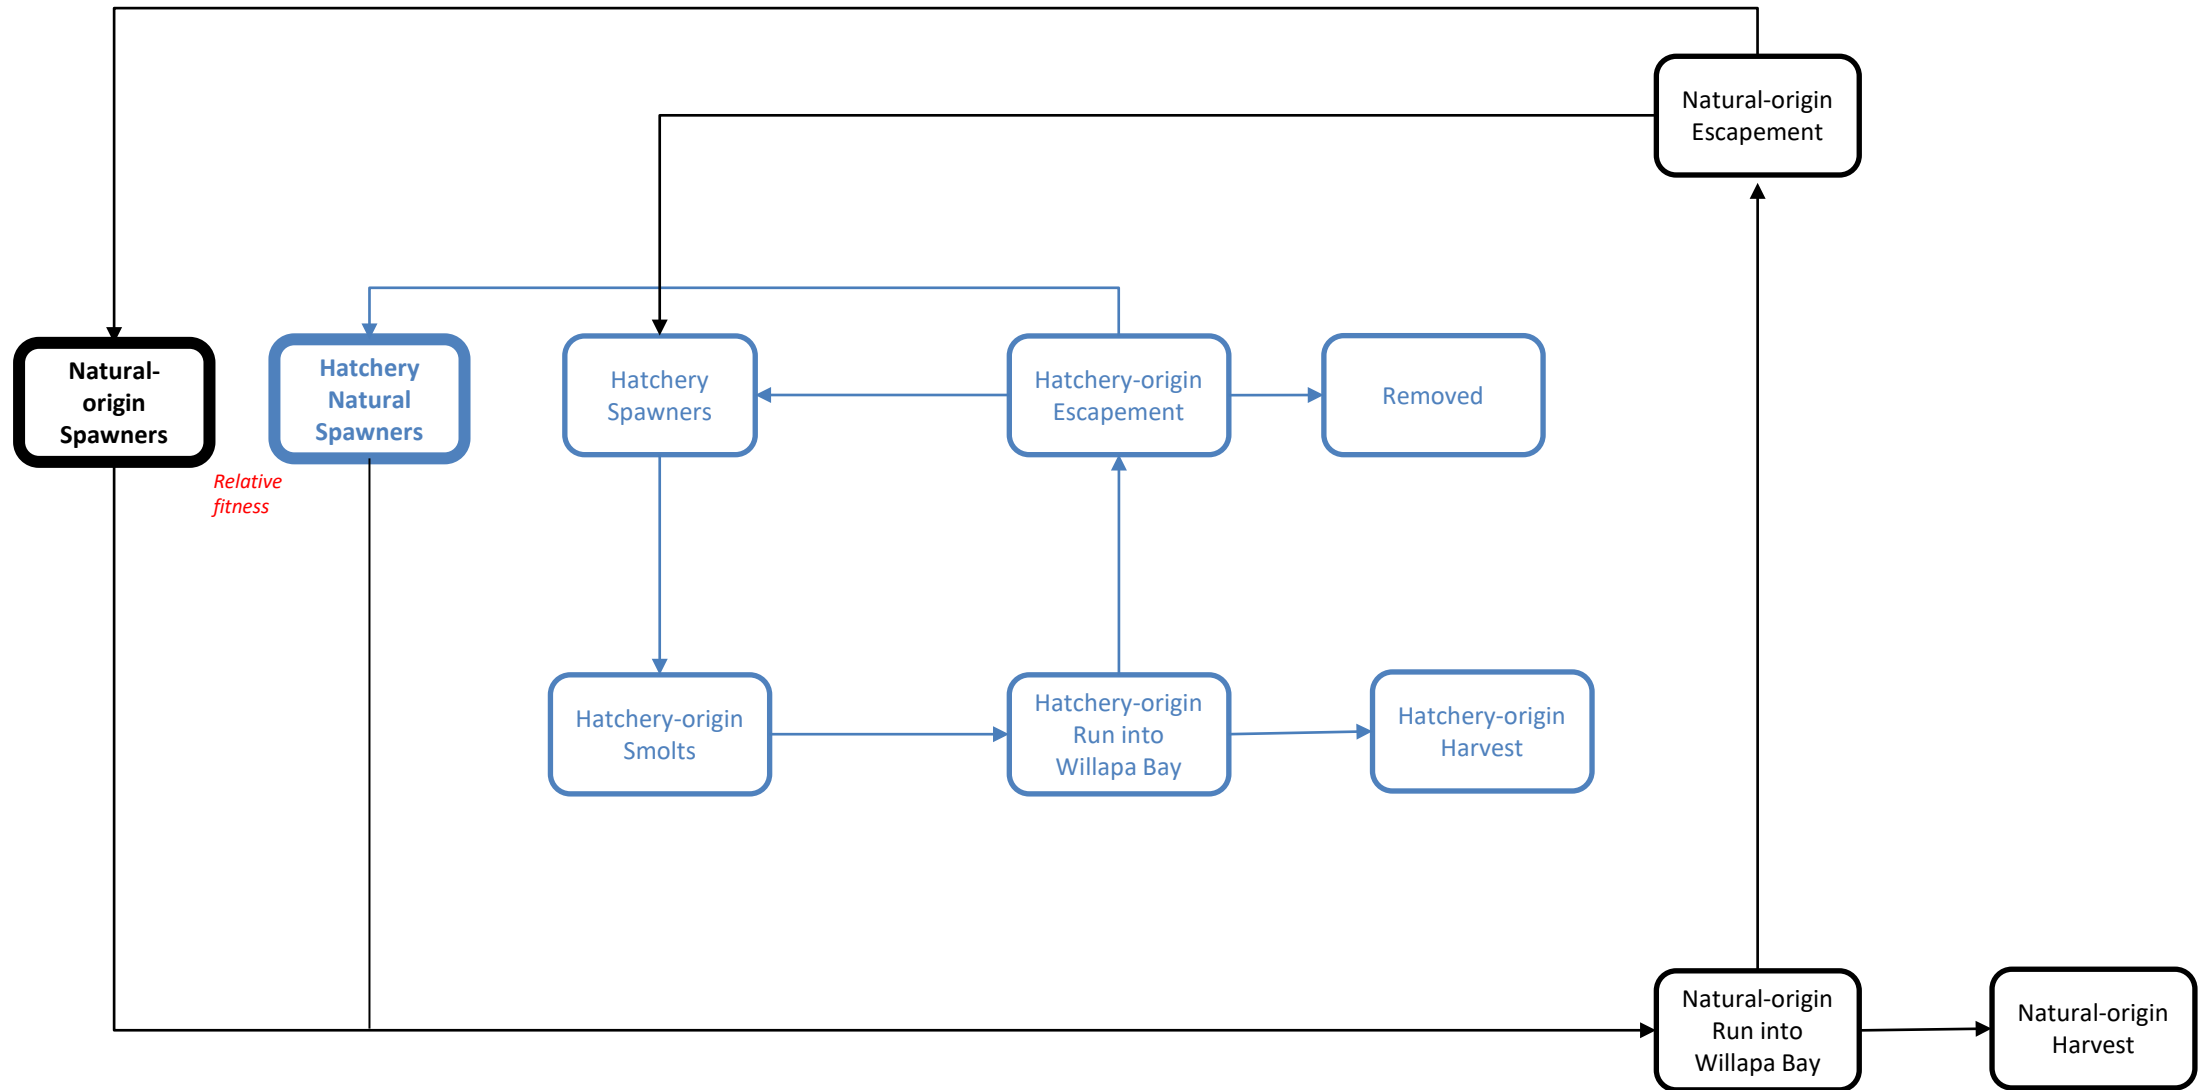 Natural-origin
Escapement
Natural-
origin
Spawners
Hatchery
Natural
Spawners
Hatchery
Spawners
Hatchery-origin
Escapement
Removed
Relative
fitness
Hatchery-origin
Smolts
Hatchery-origin
Run into
Willapa Bay
Hatchery-origin
Harvest
Natural-origin
Run into
Willapa Bay
Natural-origin
Harvest